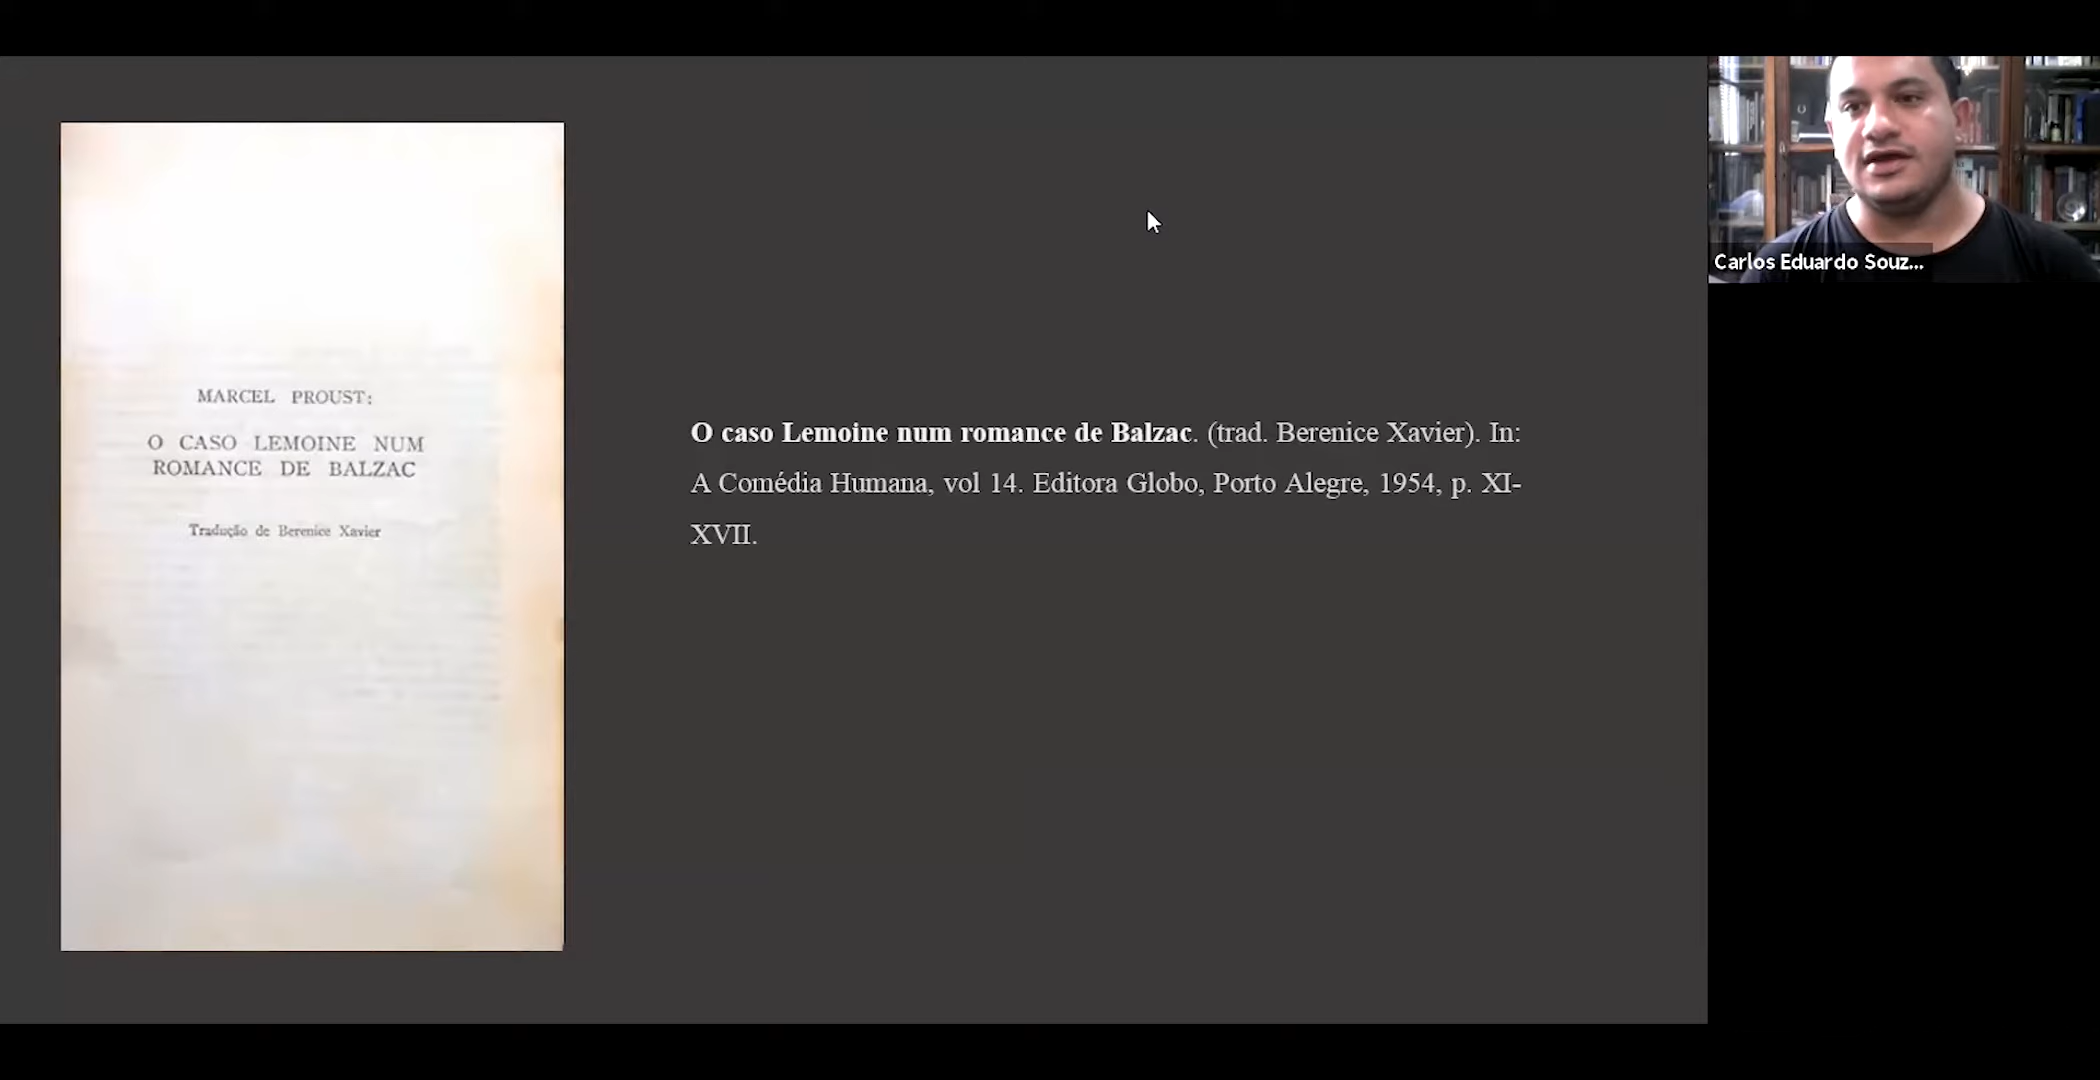 MARCEL PROUST:
O CASO LEMOINE NUM
ROMANCE DE BALZAC
Tradução de Berenice Xavier
O caso Lemoine num romance de Balzac. (trad. Berenice Xavier). In:
A Comédia Humana, vol 14. Editora Globo, Porto Alegre, 1954, p. XI-
XVII.
Carlos Eduardo Souz...